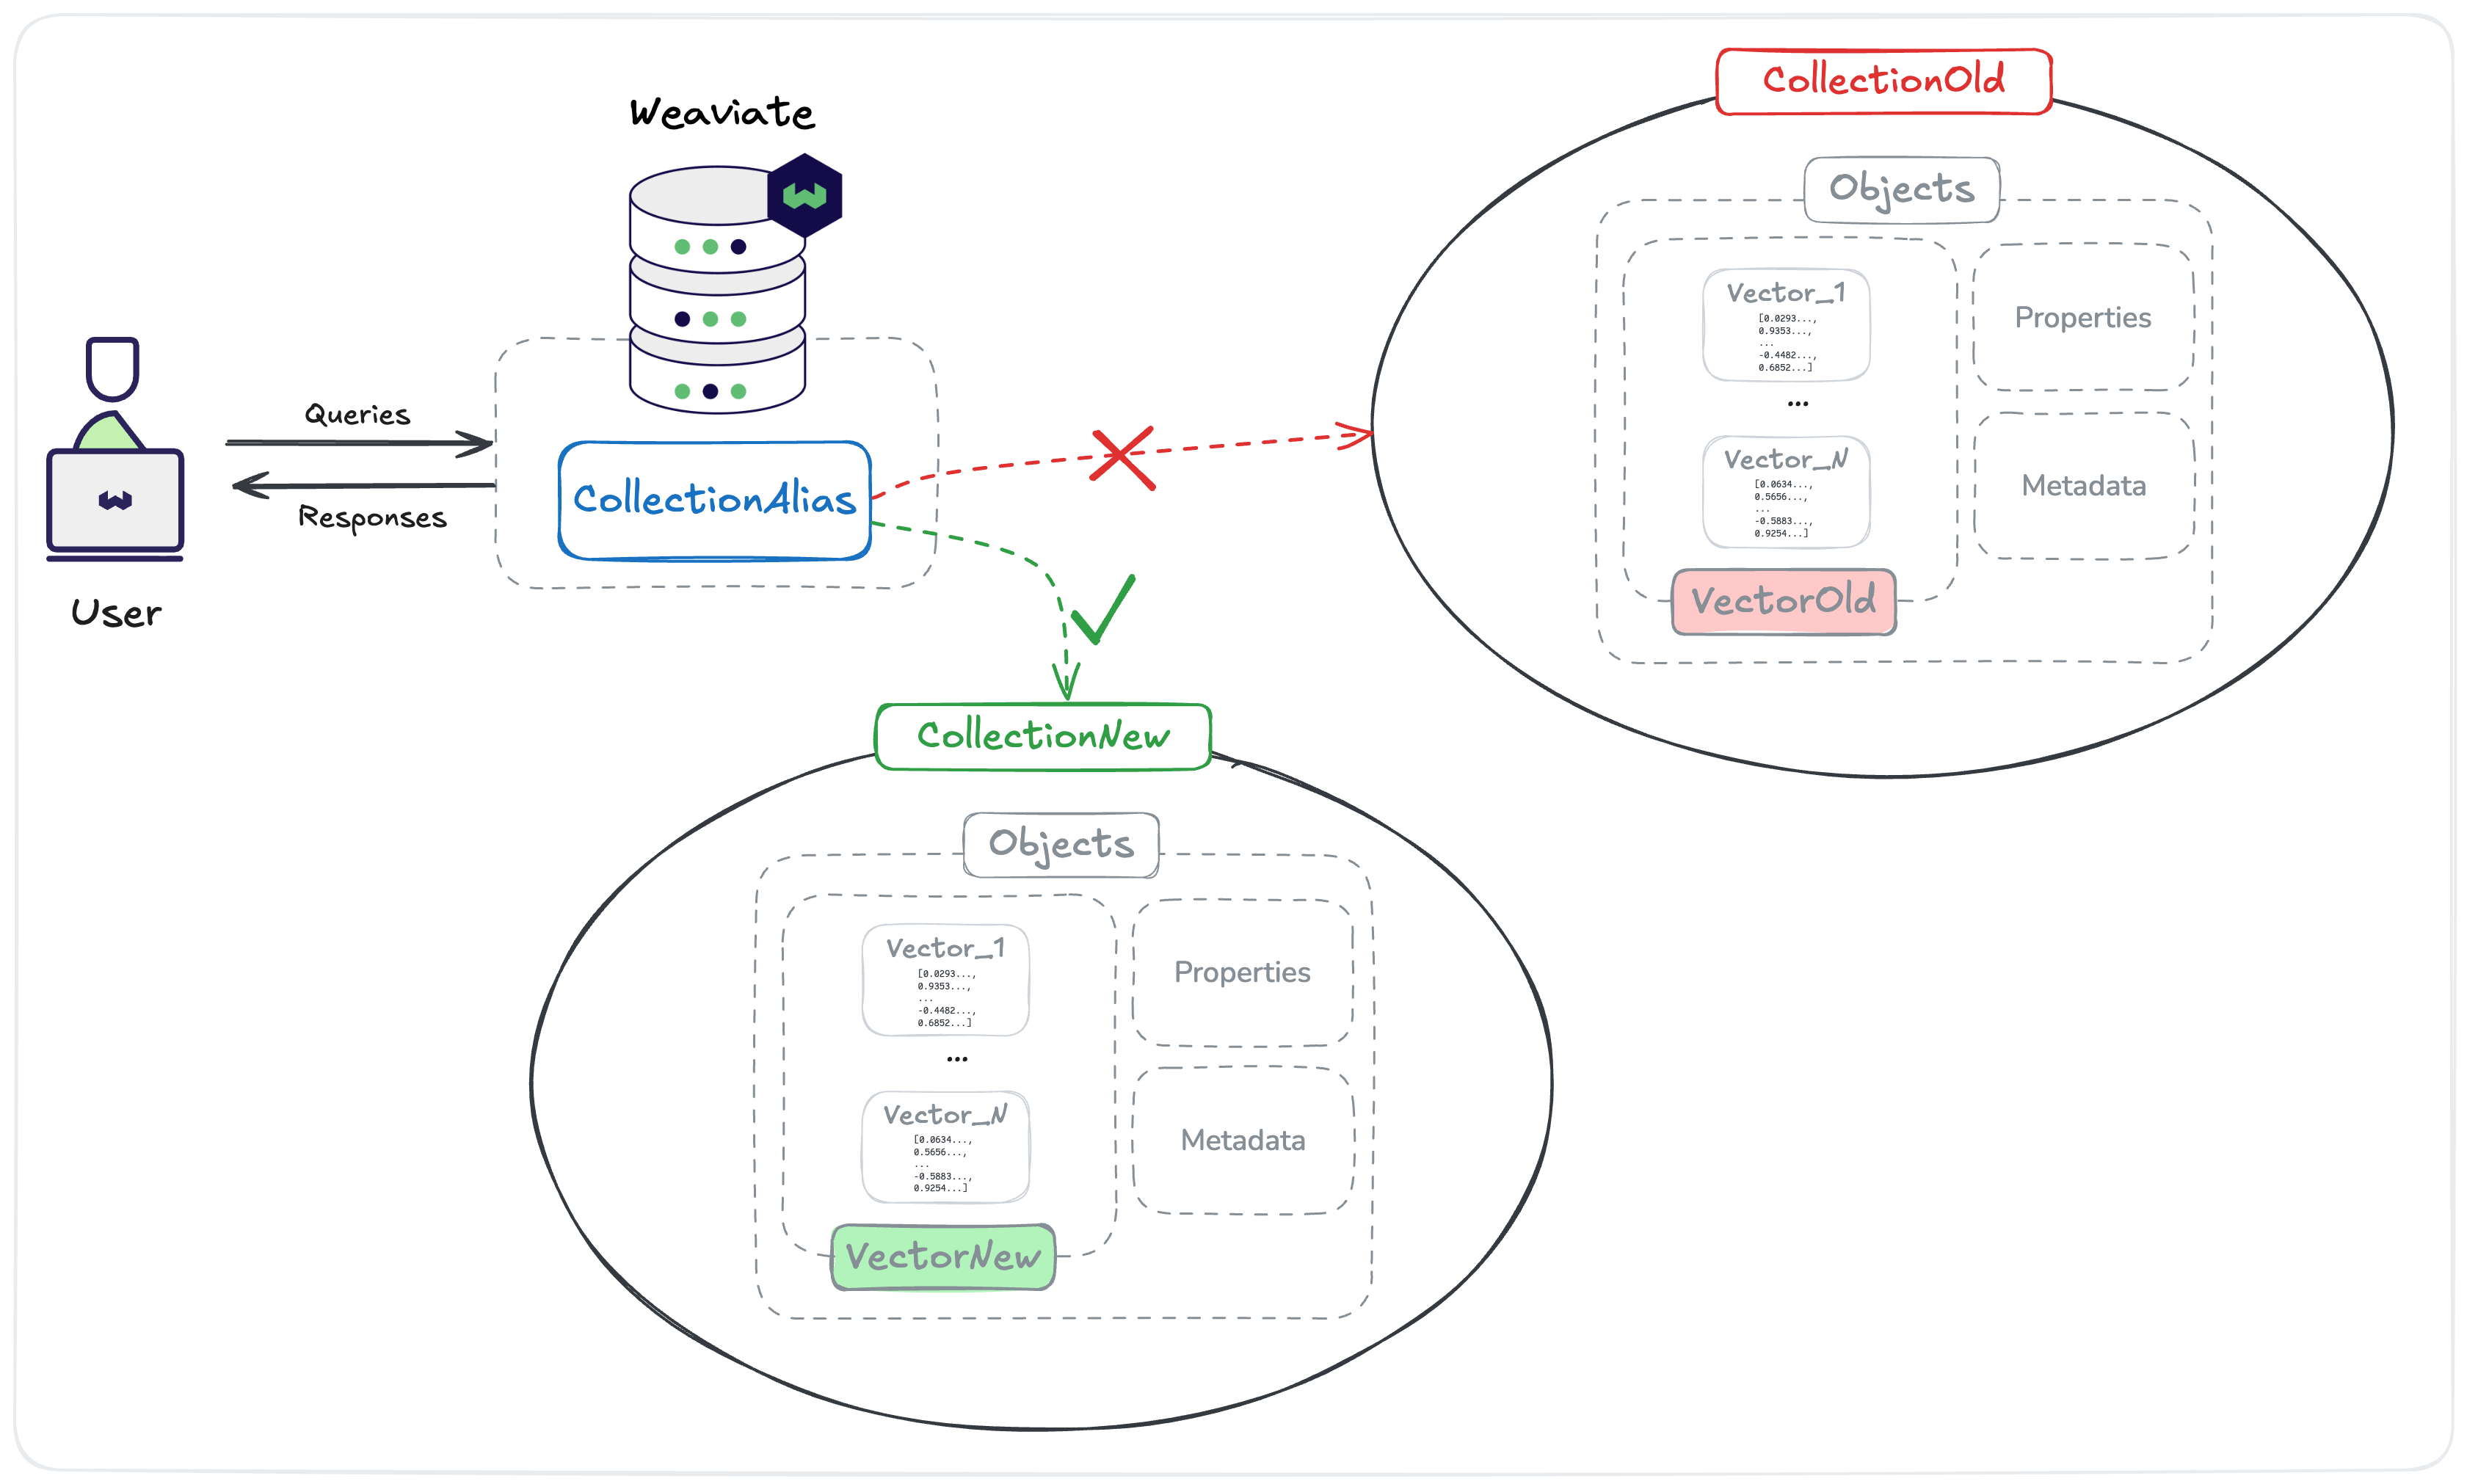 Weaviate
User
Queries
Responses
CollectionAlias
CollectionOld
Objects
Vector_1
[0.0293...,
0.9353...,
...
-0.4482...,
0.6852...]
...
Vector_N
[0.0634...,
0.5656...,
...
-0.5883...,
0.9254...]
VectorOld
Properties
Metadata
CollectionNew
Objects
Vector_1
[0.0293...,
0.9353...,
...
-0.4482...,
0.6852...]
...
Vector_N
[0.0634...,
0.5656...,
...
-0.5883...,
0.9254...]
VectorNew
Properties
Metadata